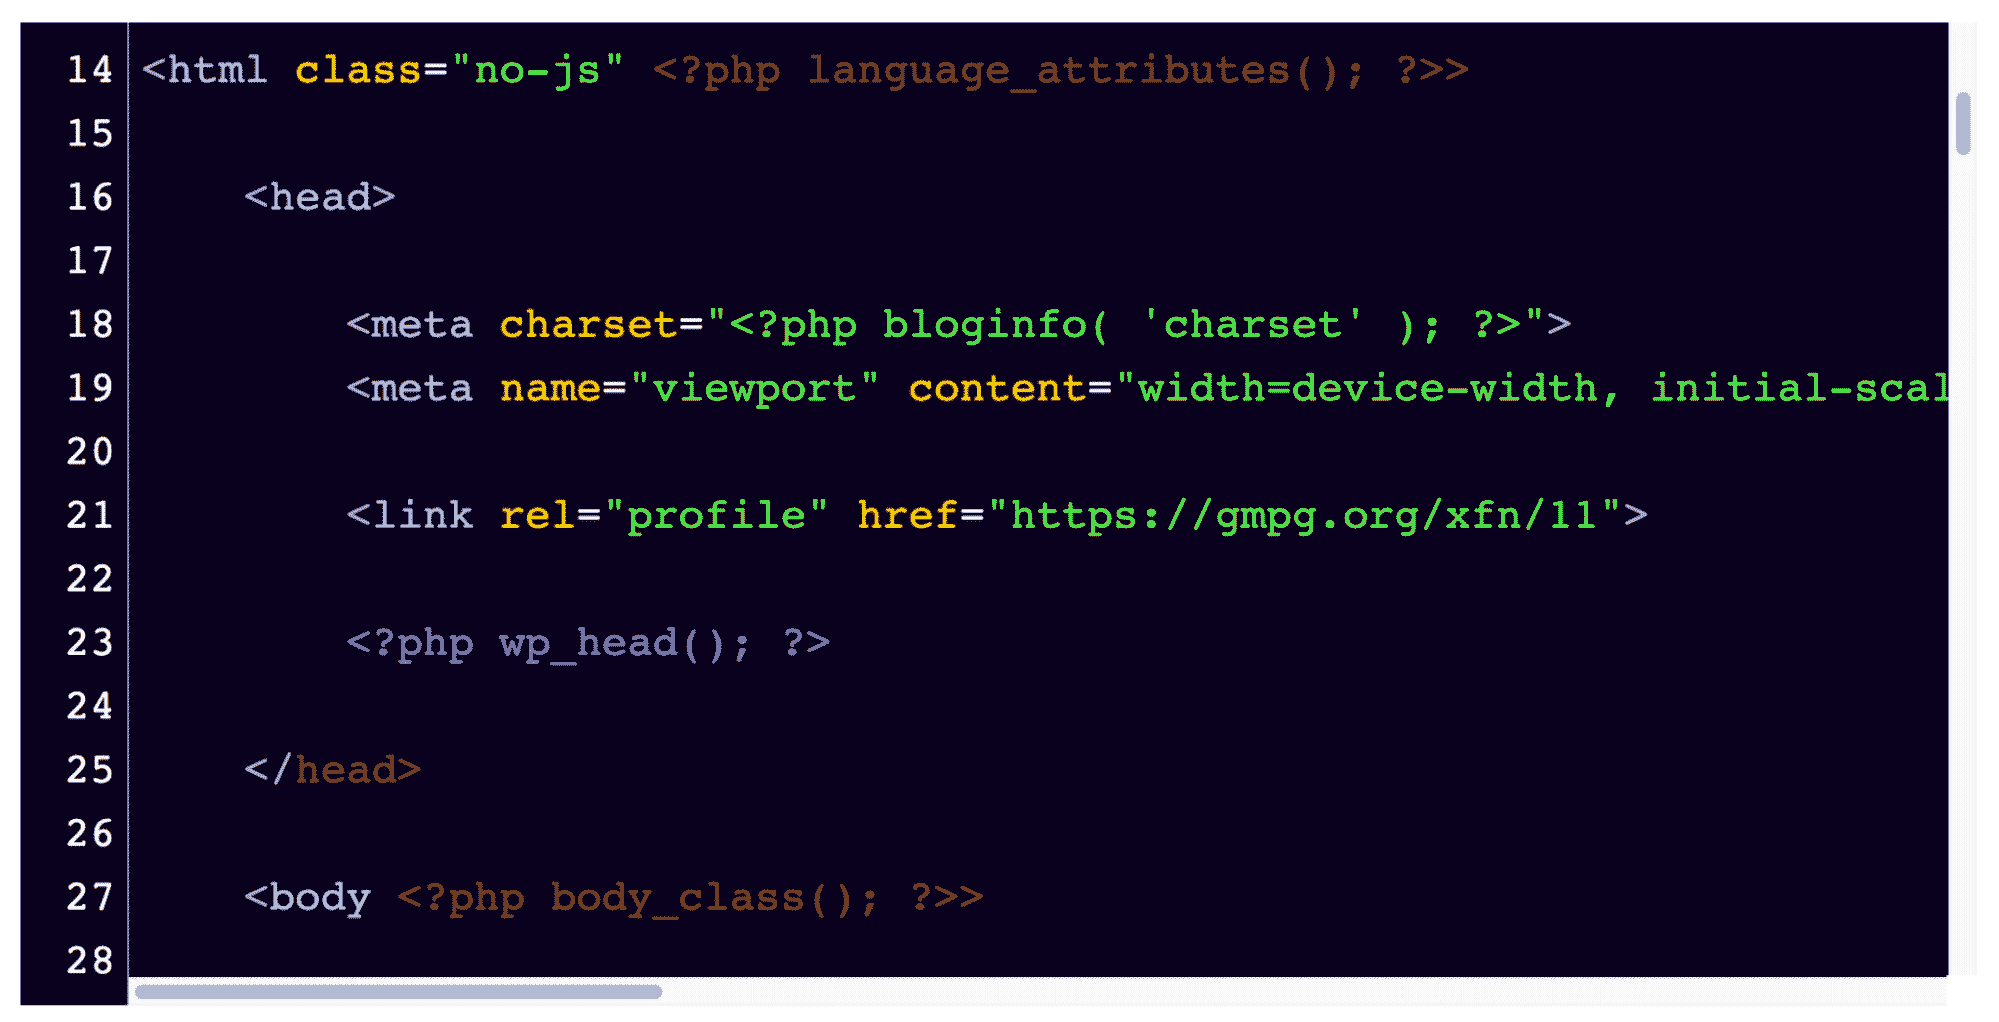 14 <html class="no-js" <?php language_attributes(); ?>>
15
16 <head>
17
18 <meta charset="<?php bloginfo( 'charset' ); ?>">
19 <meta name="viewport" content="width=device-width, initial-scal
20
21 <link rel="profile" href="https://gmpg.org/xfn/11">
22
23 <?php wp_head(); ?>
24
25 </head>
26
27 <body <?php body_class(); ?>>
28